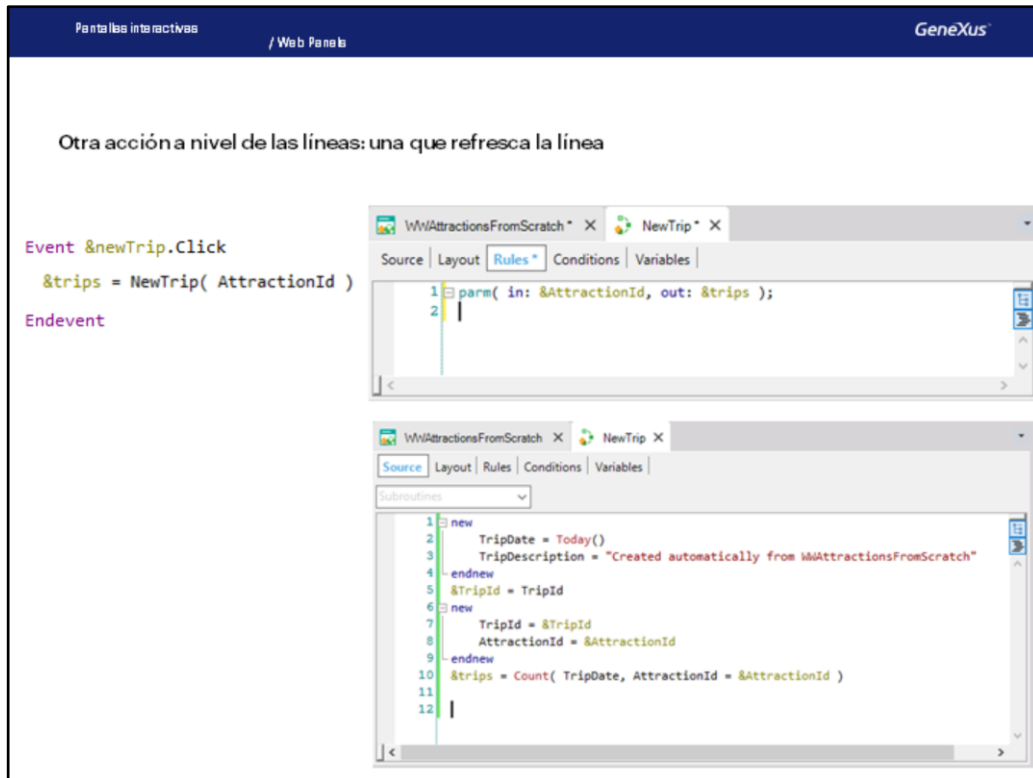 Pantallas interactivas
/ Web Panels
GeneXus
Otra acción a nivel de las líneas: una que refresca la línea
Event &newTrip.Click
&trips = NewTrip( AttractionId )
Endevent
WWAttractionsFromScratch * X NewTrip * X
Source | Layout | Rules * | Conditions | Variables |
1 parm( in: &AttractionId, out: &trips );
2
WWAttractionsFromScratch X NewTrip X
Source | Layout | Rules | Conditions | Variables |
Subroutines
1 new
2 TripDate = Today()
3 TripDescription = "Created automatically from WWAttractionsFromScratch"
4 endnew
5 &TripId = TripId
6 new
7 TripId = &TripId
8 AttractionId = &AttractionId
9 endnew
10 &trips = Count( TripDate, AttractionId = &AttractionId )
11
12